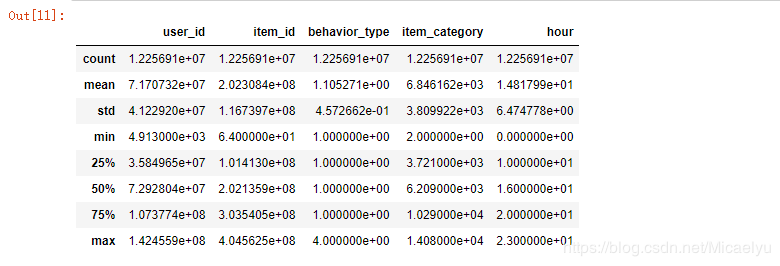 Out[11]:
user_id item_id behavior_type item_category hour
count 1.225691e+07 1.225691e+07 1.225691e+07 1.225691e+07 1.225691e+07
mean 7.170732e+07 2.023084e+08 1.105271e+00 6.846162e+03 1.481799e+01
std 4.122920e+07 1.167397e+08 4.572662e-01 3.809922e+03 6.474778e+00
min 4.913000e+03 6.400000e+01 1.000000e+00 2.000000e+00 0.000000e+00
25% 3.584965e+07 1.014130e+08 1.000000e+00 3.721000e+03 1.000000e+01
50% 7.292804e+07 2.021359e+08 1.000000e+00 6.209000e+03 1.600000e+01
75% 1.073774e+08 3.035405e+08 1.000000e+00 1.029000e+04 2.000000e+01
max 1.424559e+08 4.045625e+08 4.000000e+00 1.408000e+04 2.300000e+01
https://blog.csdn.net/Micaelyu